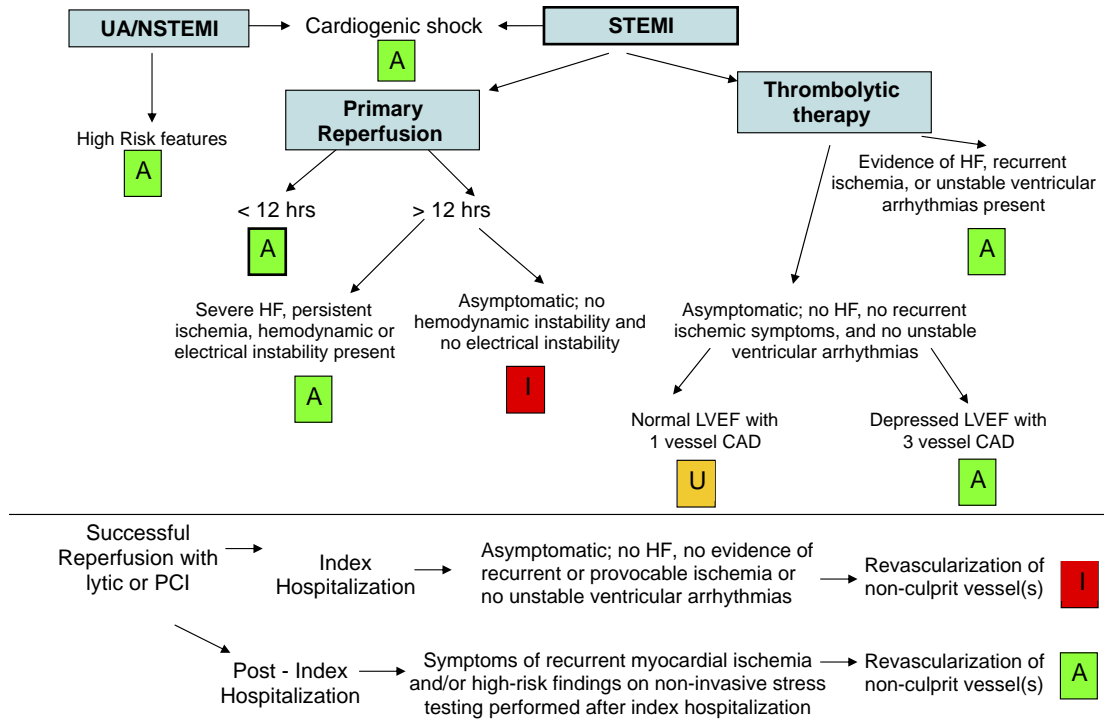 UA/NSTEMI
Cardiogenic shock
A
STEMI
High Risk features
A
Primary
Reperfusion
Thrombolytic
therapy
< 12 hrs
A
> 12 hrs
Evidence of HF, recurrent
ischemia, or unstable ventricular
arrhythmias present
A
Severe HF, persistent
ischemia, hemodynamic or
electrical instability present
A
Asymptomatic; no
hemodynamic instability and
no electrical instability
I
Asymptomatic; no HF, no recurrent
ischemic symptoms, and no unstable
ventricular arrhythmias
Normal LVEF with
1 vessel CAD
U
Depressed LVEF with
3 vessel CAD
A
Successful
Reperfusion with
lytic or PCI
Index
Hospitalization
Asymptomatic; no HF, no evidence of
recurrent or provocable ischemia or
no unstable ventricular arrhythmias
Revascularization of
non-culprit vessel(s)
I
Post - Index
Hospitalization
Symptoms of recurrent myocardial ischemia
and/or high-risk findings on non-invasive stress
testing performed after index hospitalization
Revascularization of
non-culprit vessel(s)
A